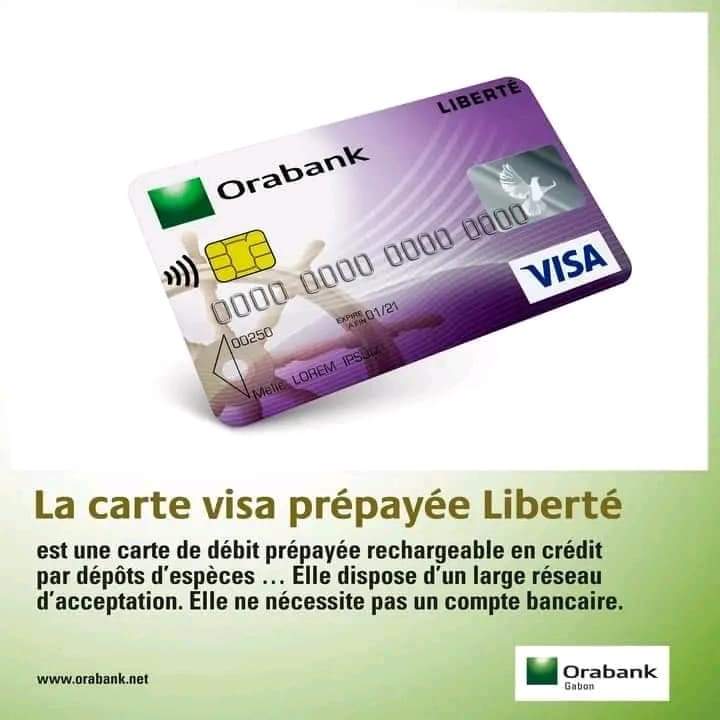 LIBERTÉ
Orabank
0000 0000 0000 0000
VISA
00250
EXPIRE
A FIN 01/21
Melle. LOREM IPSUM
La carte visa prépayée Liberté
est une carte de débit prépayée rechargeable en crédit
par dépôts d'espèces ... Elle dispose d'un large réseau
d'acceptation. Elle ne nécessite pas un compte bancaire.
www.orabank.net
Orabank
Gabon